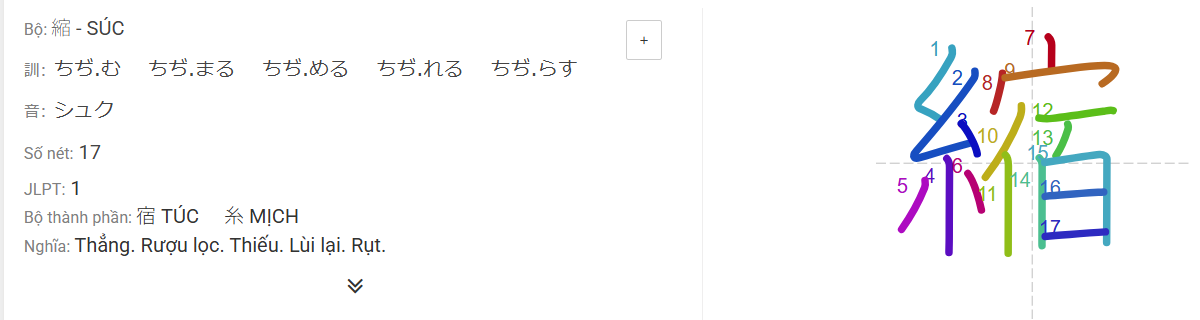 Bộ: 縮 - SÚC
+
訓: ちぢ.む ちぢ.まる ちぢ.める ちぢ.れる ちぢ.らす
音: シュク
Số nét: 17
JLPT: 1
Bộ thành phần: 宿 TÚC 糸 MỊCH
Nghĩa: Thẳng. Rượu lọc. Thiếu. Lùi lại. Rụt.
縮
1
2
3
4
5
6
7
8
9
10
11
12
13
14
15
16
17